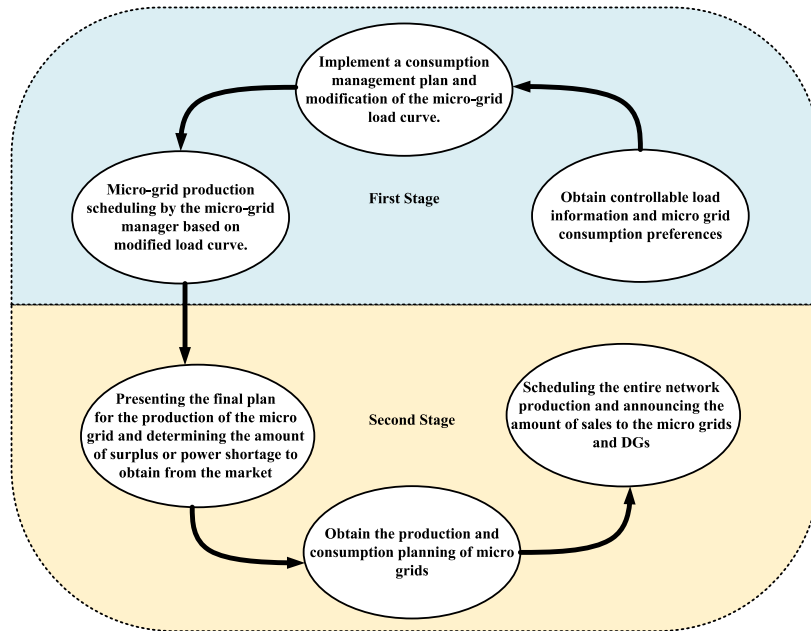 Implement a consumption
management plan and
modification of the micro-grid
load curve.
Micro-grid production
scheduling by the micro-grid
manager based on
modified load curve.
First Stage
Obtain controllable load
information and micro grid
consumption preferences
Presenting the final plan
for the production of the micro
grid and determining the amount
of surplus or power shortage to
obtain from the market
Second Stage
Scheduling the entire network
production and announcing the
amount of sales to the micro grids
and DGs
Obtain the production and
consumption planning of micro
grids